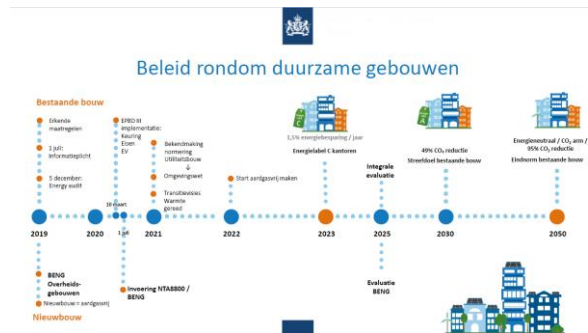 Beleid rondom duurzame gebouwen
Bestaande bouw
Erkende
maatregelen
1 juli:
Informatieplicht
5 december:
Energy audit
EPBD III
implementatie:
Keuring
Eisen
EV
18 maart
1 juli
Bekendmaking
normering
Utiliteitsbouw
Omgevingswet
Transitievisies
Warmte
gereed
Start aardgasvrij maken
1,5% energiebesparing / jaar
Energielabel C kantoren
C
Integrale
evaluatie
A
49% CO₂ reductie
Streefdoel bestaande bouw
Energieneutraal / CO₂ arm /
95% CO₂ reductie
Eindnorm bestaande bouw
2019
2020
2021
2022
2023
2025
2030
2050
BENG
Overheids-
gebouwen
Nieuwbouw = aardgasvrij
Invoering NTA8800 /
BENG
Evaluatie
BENG
Nieuwbouw